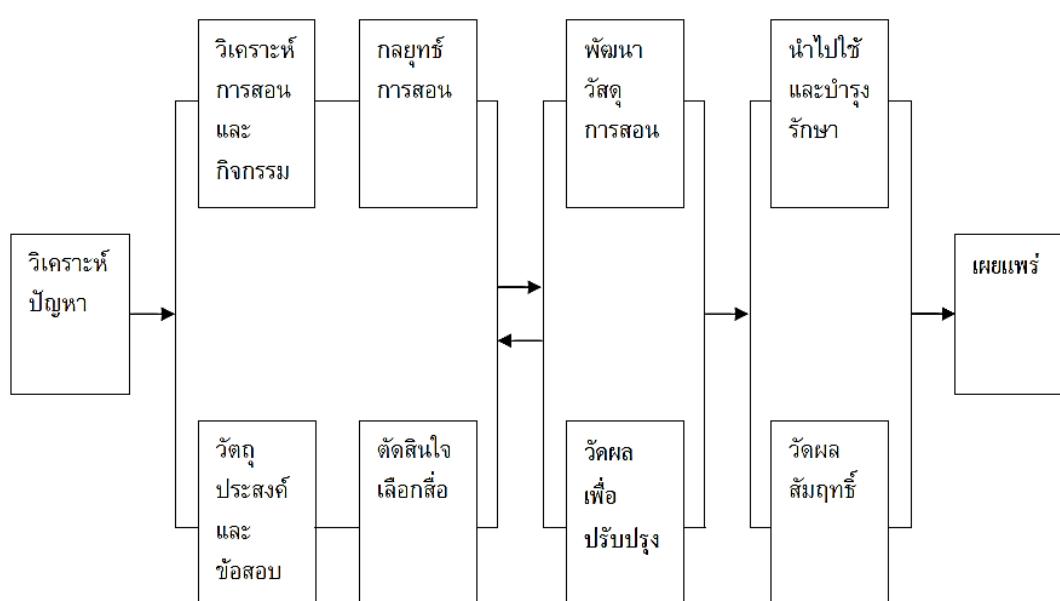 วิเคราะห์
การสอน
และ
กิจกรรม
กลยุทธ์
การสอน
พัฒนา
วัสดุ
การสอน
นำไปใช้
และบำรุง
รักษา
วิเคราะห์
ปัญหา
เผยแพร่
วัตถุ
ประสงค์
และ
ข้อสอบ
ตัดสินใจ
เลือกสื่อ
วัดผล
เพื่อ
ปรับปรุง
วัดผล
สัมฤทธิ์